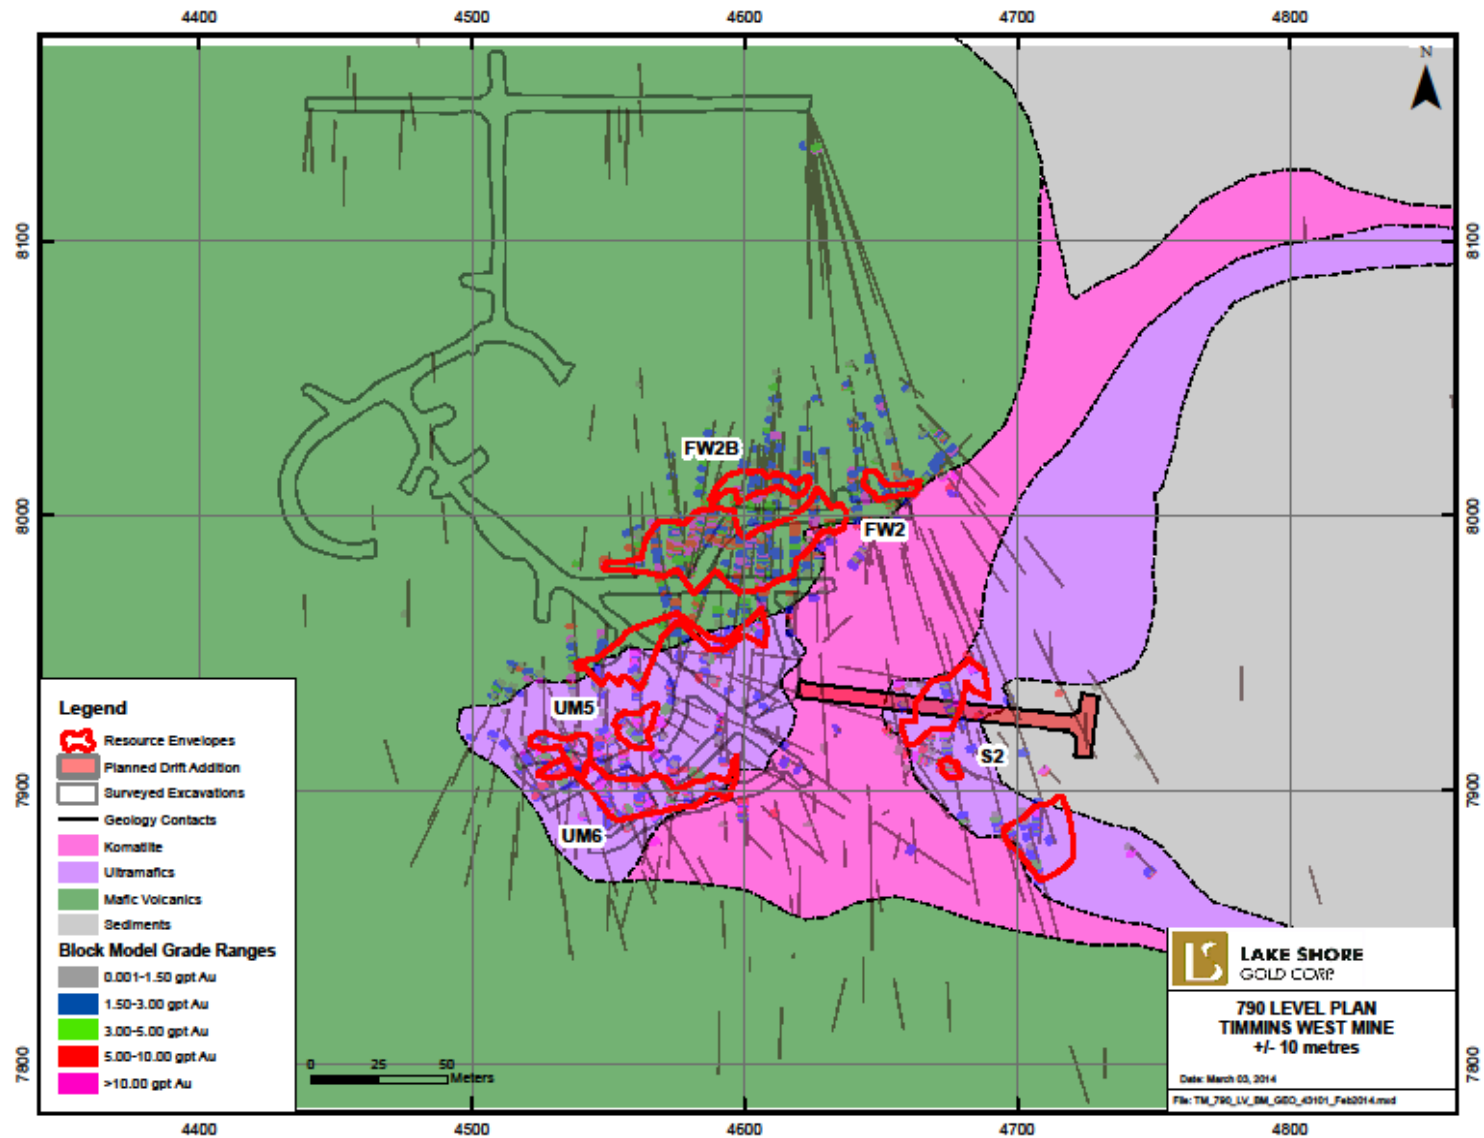 4400 4500 4600 4700 4800
N
8100 8100
FW2B
8000 8000
FW2
UM5
S2
7900 7900
UM6
7800 7800
Legend
Resource Envelopes
Planned Drift Addition
Surveyed Excavations
Geology Contacts
Komatiite
Ultramafics
Mafic Volcanics
Sediments
Block Model Grade Ranges
0.001-1.50 gpt Au
1.50-3.00 gpt Au
3.00-5.00 gpt Au
5.00-10.00 gpt Au
>10.00 gpt Au
0 25 50
Meters
LS
LAKE SHORE
GOLD CORP.
790 LEVEL PLAN
TIMMINS WEST MINE
+/- 10 metres
Date: March 03, 2014
File: TM_790_LV_BM_GEO_43101_Feb2014.mxd
4400 4500 4600 4700 4800